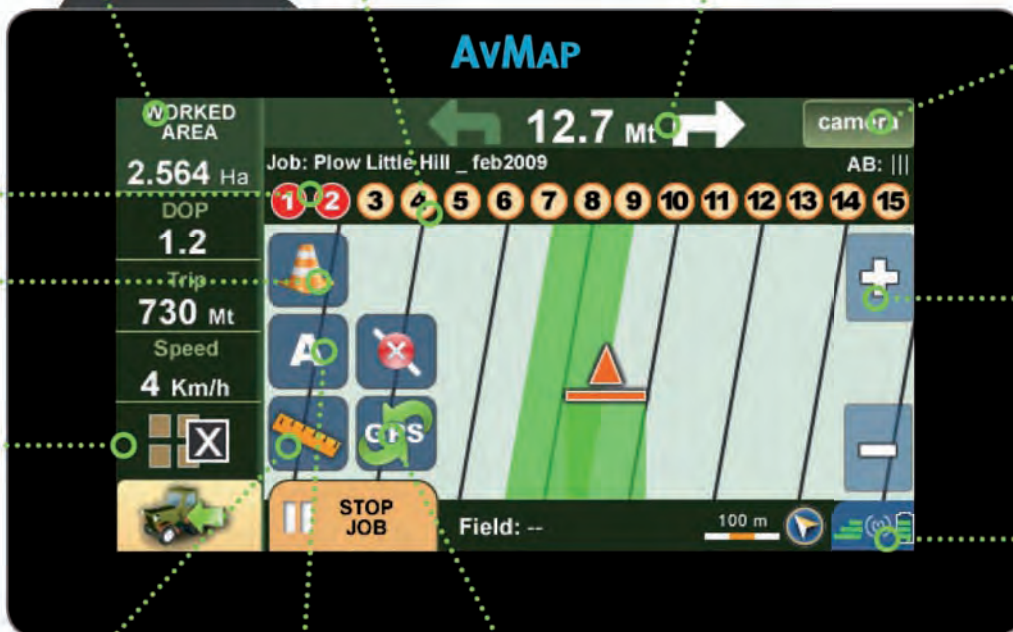 AvMap
WORKED
AREA
2.564 Ha
DOP
1.2
Trip
730 Mt
Speed
4 Km/h
X
12.7 Mt
camera
Job: Plow Little Hill _ feb2009
AB: |||
1 2 3 4 5 6 7 8 9 10 11 12 13 14 15
A
X
GPS
STOP
JOB
Field: --
100 m